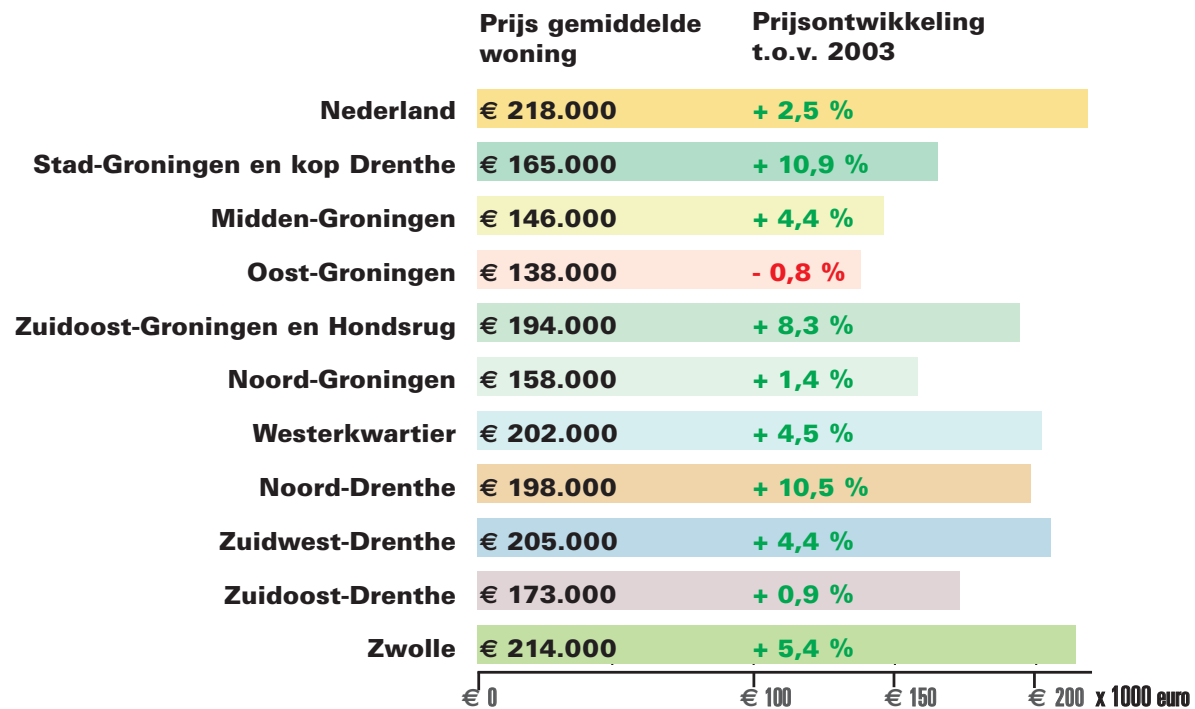 Prijs gemiddelde woning
Prijsontwikkeling t.o.v. 2003
Nederland € 218.000 + 2,5 %
Stad-Groningen en kop Drenthe € 165.000 + 10,9 %
Midden-Groningen € 146.000 + 4,4 %
Oost-Groningen € 138.000 - 0,8 %
Zuidoost-Groningen en Hondsrug € 194.000 + 8,3 %
Noord-Groningen € 158.000 + 1,4 %
Westerkwartier € 202.000 + 4,5 %
Noord-Drenthe € 198.000 + 10,5 %
Zuidwest-Drenthe € 205.000 + 4,4 %
Zuidoost-Drenthe € 173.000 + 0,9 %
Zwolle € 214.000 + 5,4 %
€ 0 € 100 € 150 € 200 x 1000 euro